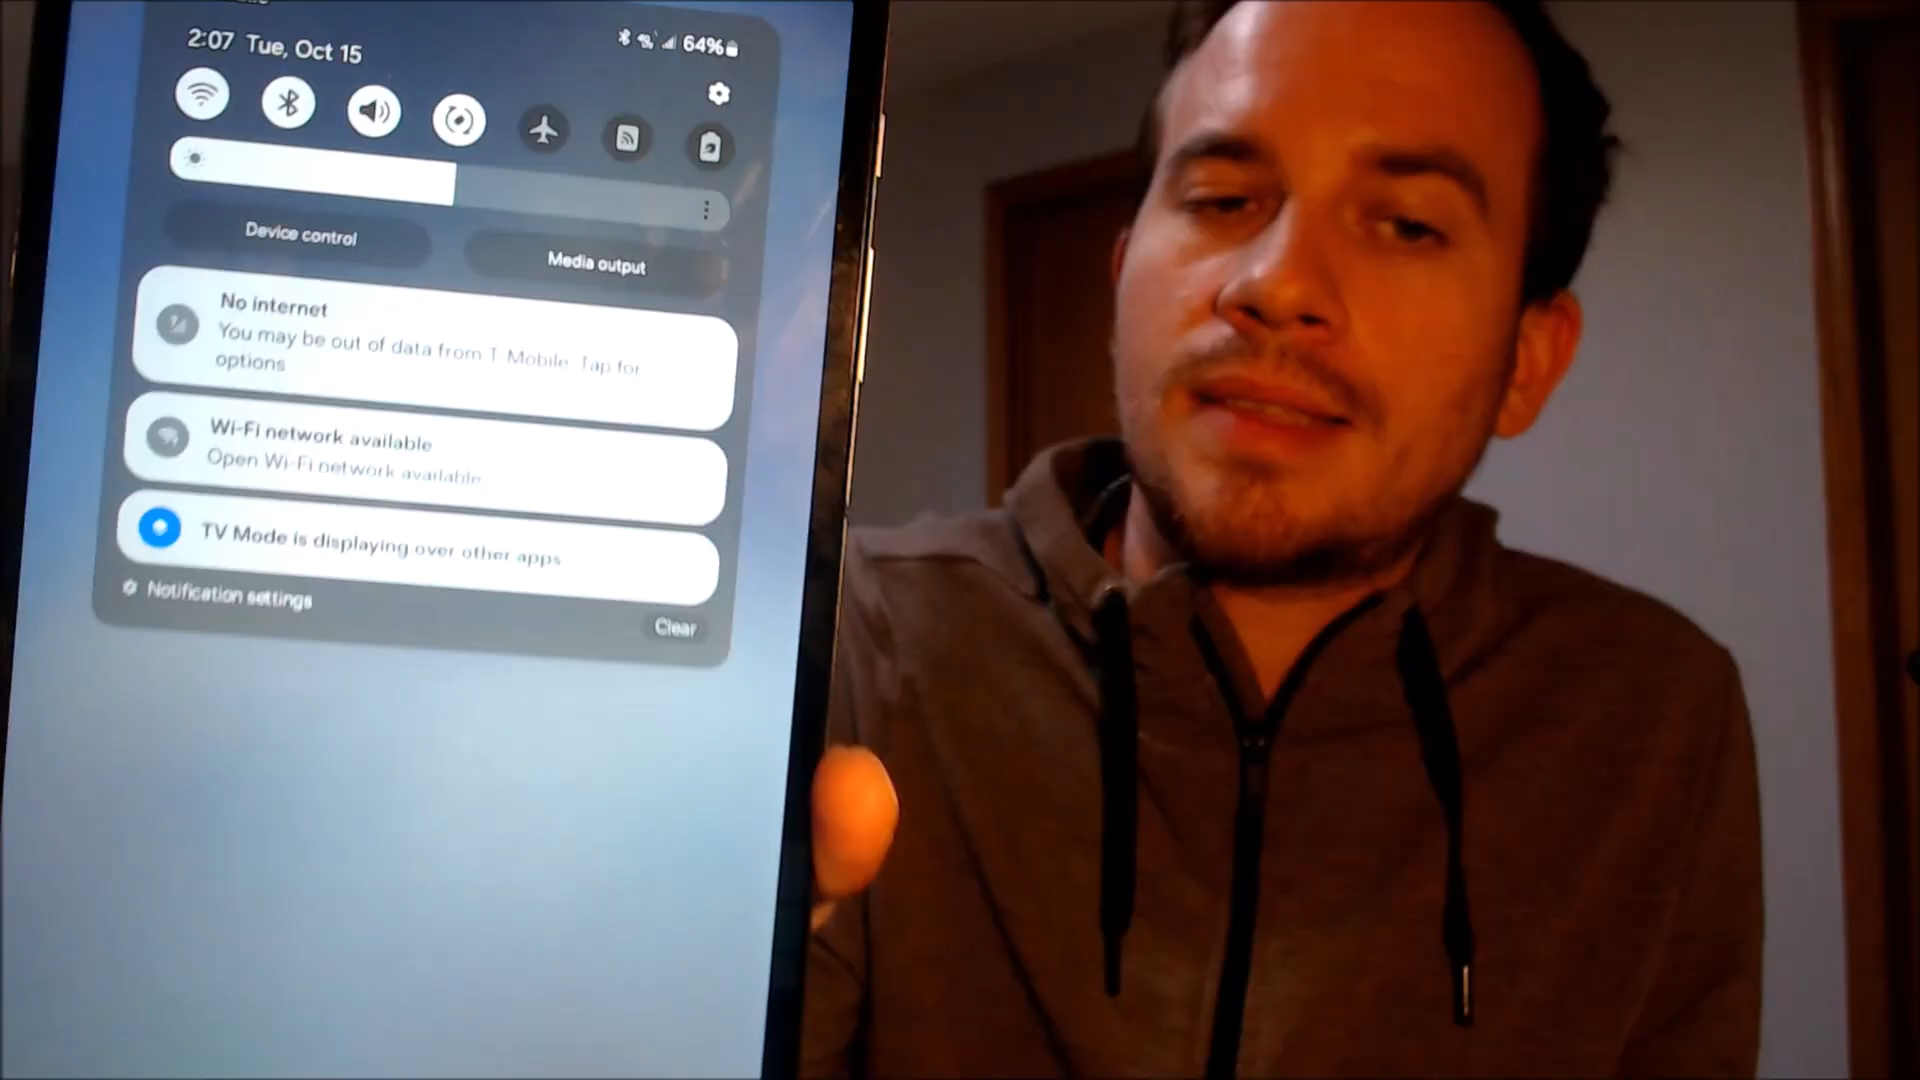 2:07 Tue, Oct 15
64%
Device control
Media output
No internet
You may be out of data from T Mobile. Tap for
options
Wi-Fi network available
Open Wi-Fi network available
TV Mode is displaying over other apps
Notification settings
Clear